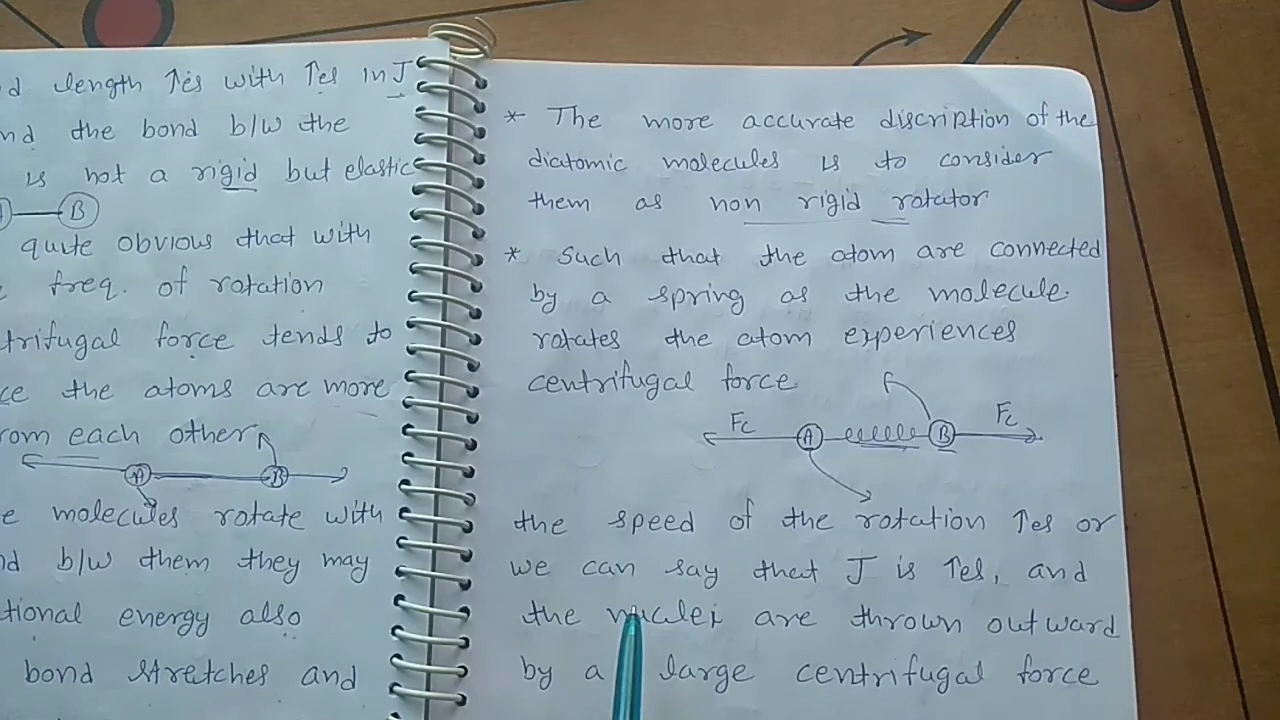 d length ↑es with ↑es in J
nd the bond b/w the
is not a rigid but elastic
B
quite obvious that with
freq. of rotation
trifugal force tends to
ce the atoms are more
rom each other
A B
e molecules rotate with
nd b/w them they may
tional energy also
bond stretches and
* The more accurate discription of the
diatomic molecules is to consider
them as non rigid rotator
* Such that the atom are connected
by a spring as the molecule
rotates the atom experiences
centrifugal force
Fc A B Fc
the speed of the rotation ↑es or
we can say that J is ↑es, and
the nuclei are thrown outward
by a large centrifugal force